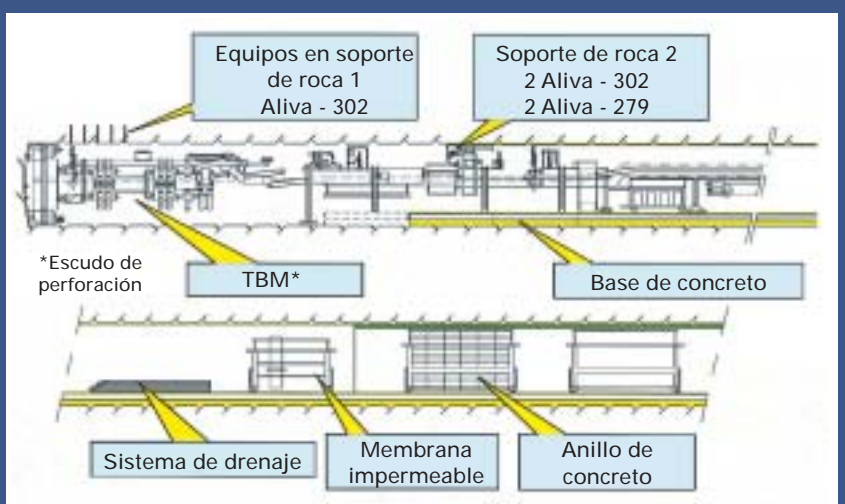 Equipos en soporte
de roca 1
Aliva - 302
Soporte de roca 2
2 Aliva - 302
2 Aliva - 279
*Escudo de
perforación
TBM*
Base de concreto
Sistema de drenaje
Membrana
impermeable
Anillo de
concreto